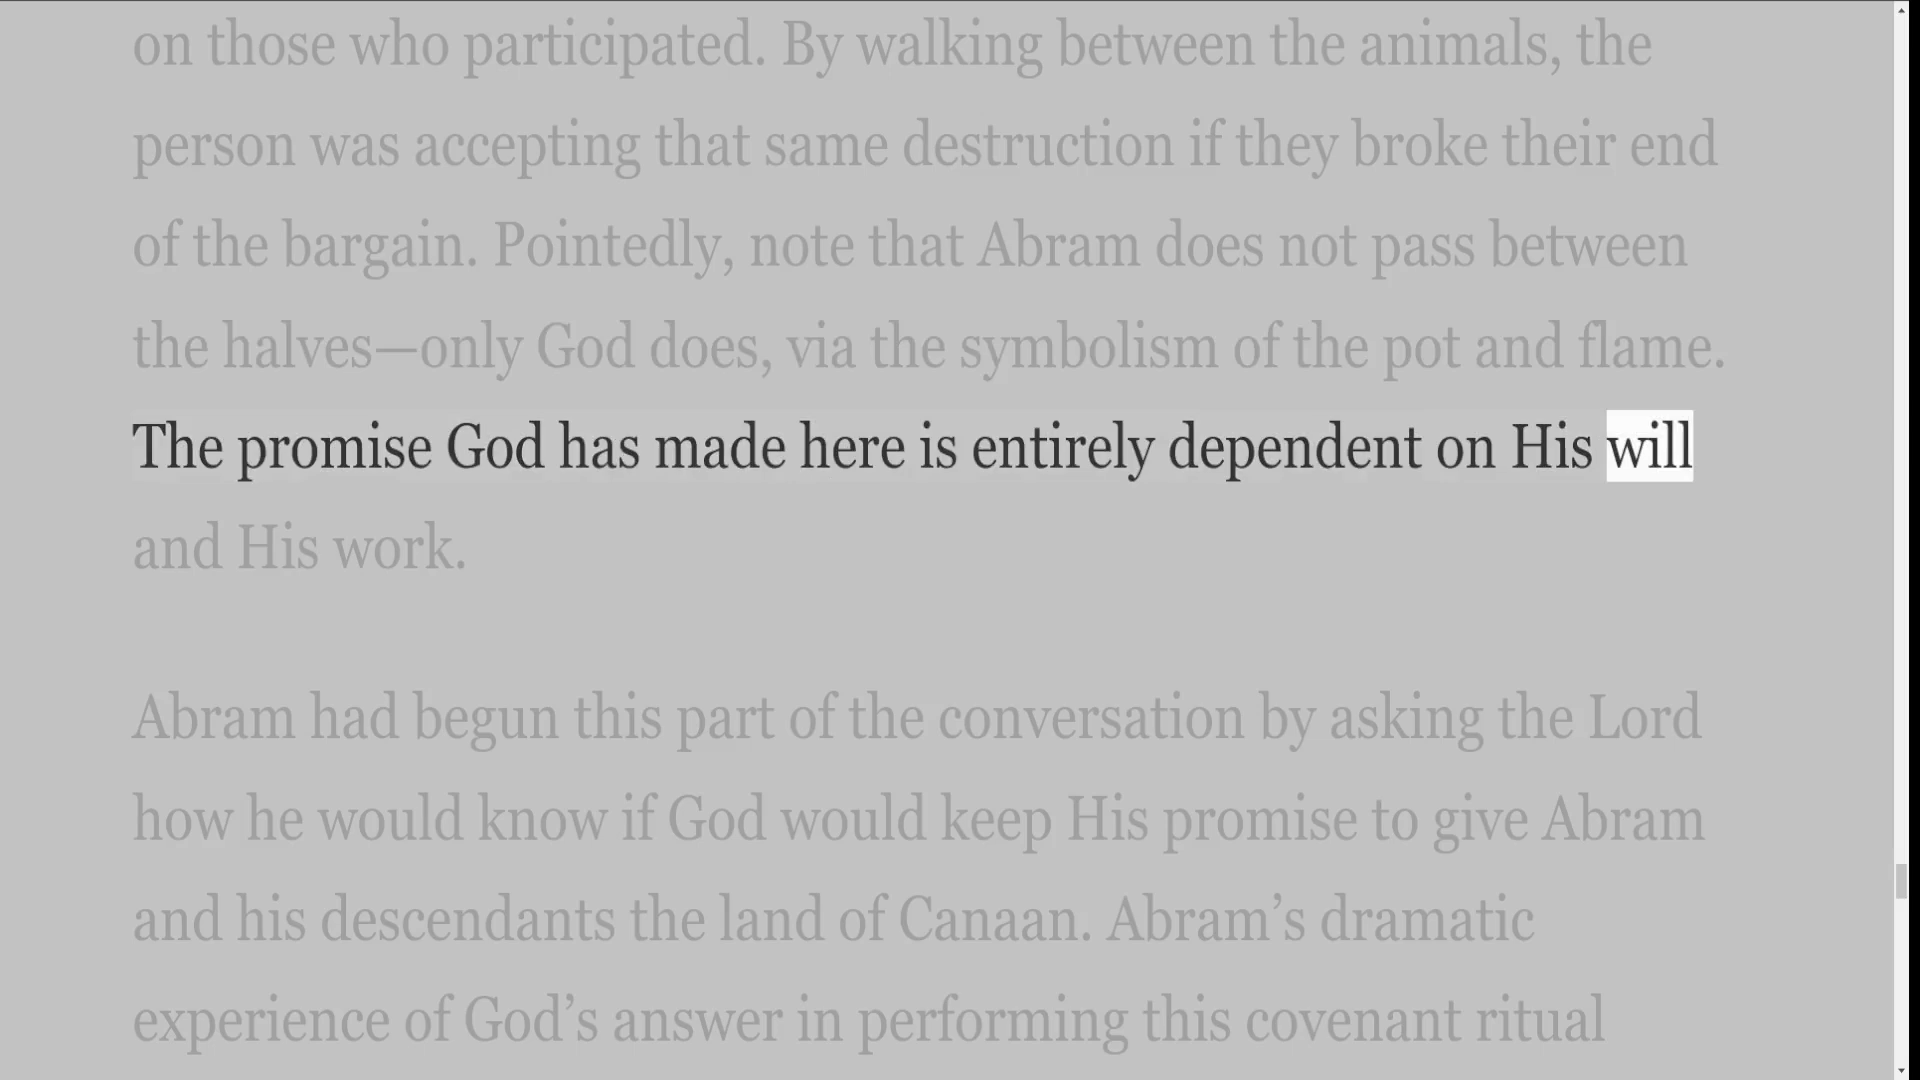 on those who participated. By walking between the animals, the
person was accepting that same destruction if they broke their end
of the bargain. Pointedly, note that Abram does not pass between
the halves—only God does, via the symbolism of the pot and flame.
The promise God has made here is entirely dependent on His will
and His work.
Abram had begun this part of the conversation by asking the Lord
how he would know if God would keep His promise to give Abram
and his descendants the land of Canaan. Abram’s dramatic
experience of God’s answer in performing this covenant ritual